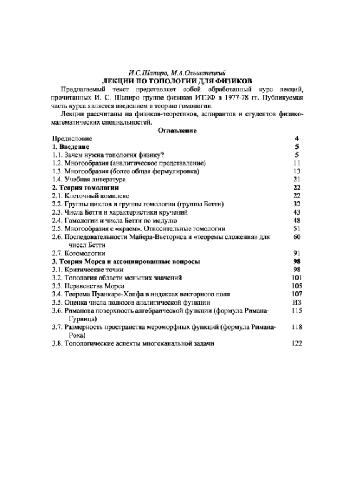 И.С.Шапиро, М.А.Ольшанецкий
ЛЕКЦИИ ПО ТОПОЛОГИИ ДЛЯ ФИЗИКОВ
Предлагаемый текст представляет собой обработанный курс лекций,
прочитанных И. С. Шапиро группе физиков ИТЭФ в 1977-78 гг. Публикуемая
часть курса является введением в теорию гомологии.
Лекции рассчитаны на физиков-теоретиков, аспирантов и студентов физико-
математических специальностей.
Оглавление
Предисловие 4
1. Введение 5
1.1. Зачем нужна топология физику? 5
1.2. Многообразия (аналитическое представление) 11
1.3. Многообразия (более общая формулировка) 13
1.4. Учебная литература 21
2. Теория гомологии 22
2.1. Клеточный комплекс 22
2.2. Группы циклов и группы гомологии (группы Бетти) 32
2.3. Числа Бетти и характеристики кручений 43
2.4. Гомологии и числа Бетти по модулю 48
2.5. Многообразия с «краем». Относительные гомологии 51
2.6. Последовательности Майера-Вьеториса и «теоремы сложения» для 60
чисел Бетти
2.7. Когомологии 91
3. Теория Морса и ассоциированные вопросы 98
3.1. Критические точки 98
3.2. Топология области меньших значений 101
3.3. Неравенства Морса 105
3.4. Теорема Пуанкаре-Хопфа и индексах векторного поля 107
3.5. Оценка числа полюсов аналитической функции
3.6. Риманова поверхность алгебраической функции (формула Римана- 115
Гурвица)
3.7. Размерность пространства мероморфных функций (формула Римана- 118
Роха)
3.8. Топологические аспекты многоканальной задачи 122